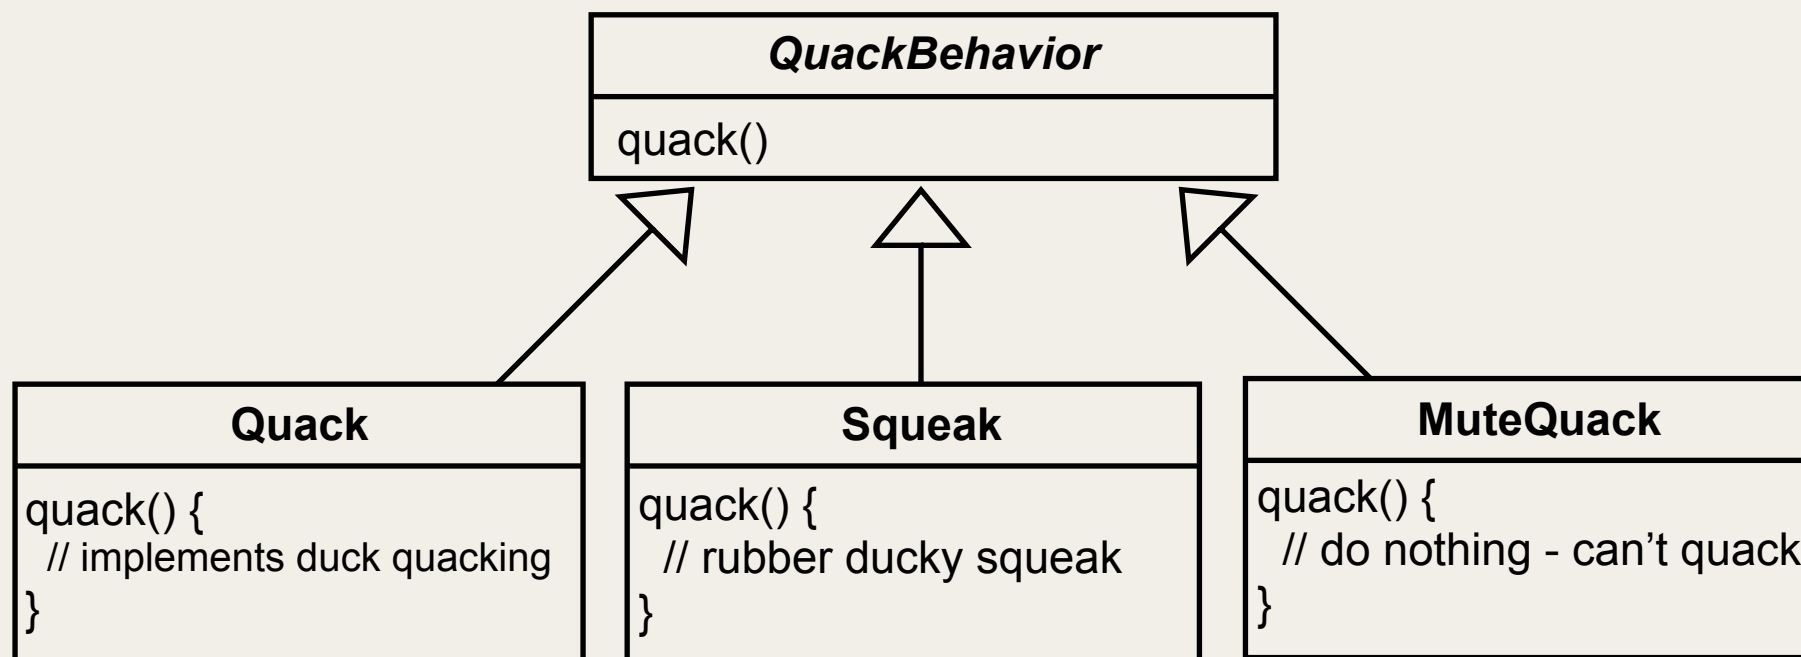 QuackBehavior
quack()
Quack
quack() {
// implements duck quacking
}
Squeak
quack() {
// rubber ducky squeak
}
MuteQuack
quack() {
// do nothing - can’t quack
}